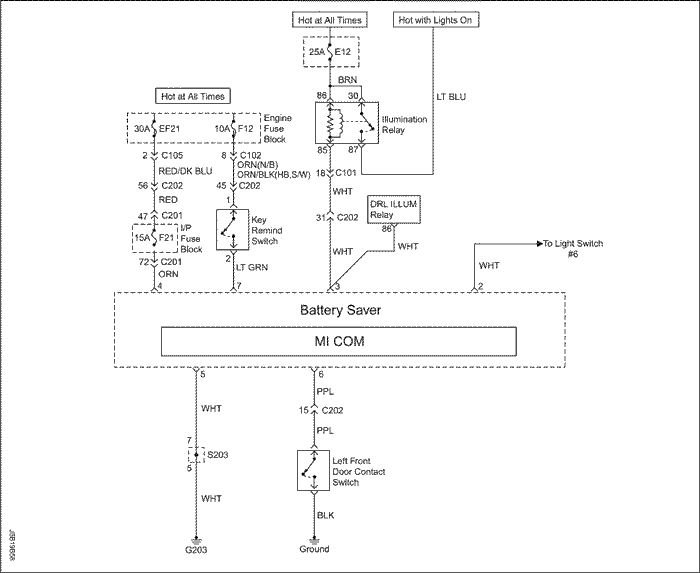 Hot at All Times
Hot with Lights On
25A E12
BRN
86 30
LT BLU
Hot at All Times
Illumination
Relay
Engine
Fuse
Block
30A EF21
10A F12
85 87
2 C105
8 C102
RED/DK BLU
ORN(N/B)
ORN/BLK(HB,S/W)
18 C101
56 C202
45 C202
WHT
RED
1
DRL ILLUM
Relay
47 C201
31 C202
86
15A F21
I/P
Fuse
Block
Key
Remind
Switch
WHT
WHT
To Light Switch
#6
72 C201
2
ORN
LT GRN
WHT
4
7
3
2
Battery Saver
MI COM
5
6
PPL
WHT
15 C202
PPL
7
S203
5
Left Front
Door Contact
Switch
WHT
BLK
G203
Ground